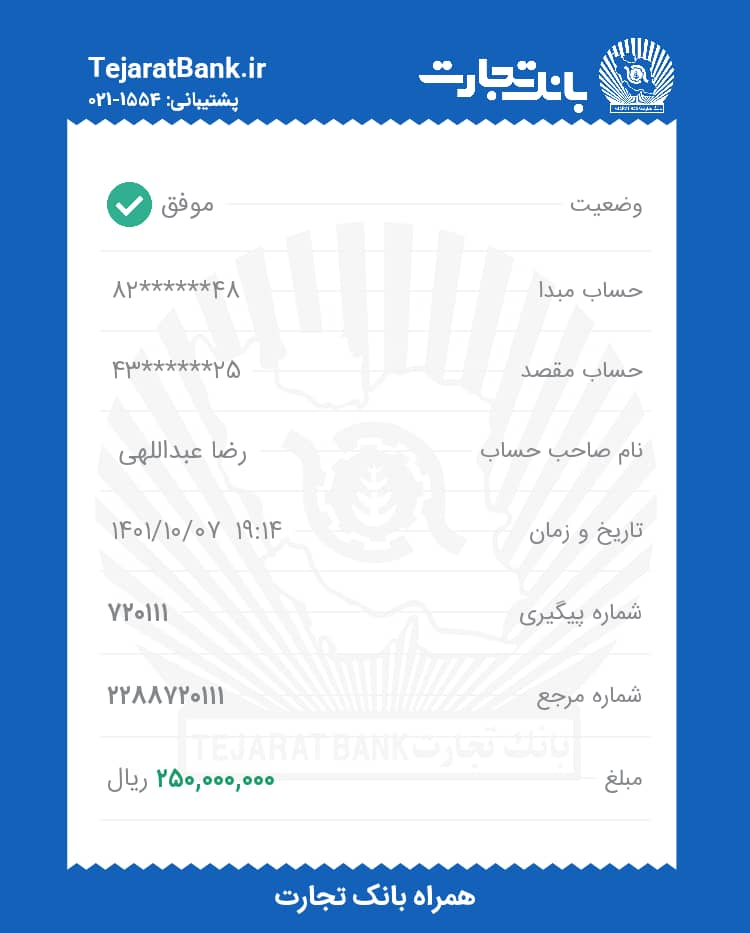 بانک تجارت
TejaratBank.ir
پشتیبانی: ۱۵۵۴-۰۲۱
وضعیت موفق
حساب مبدا ۸۲******۴۸
حساب مقصد ۴۳******۲۵
نام صاحب حساب رضا عبداللهی
تاریخ و زمان ۱۴۰۱/۱۰/۰۷ ۱۹:۱۴
شماره پیگیری ۷۲۰۱۱۱
شماره مرجع ۲۲۸۸۷۲۰۱۱۱
TEJARAT BANK بانك تجارت
مبلغ ۲۵۰,۰۰۰,۰۰۰ ریال
همراه بانک تجارت